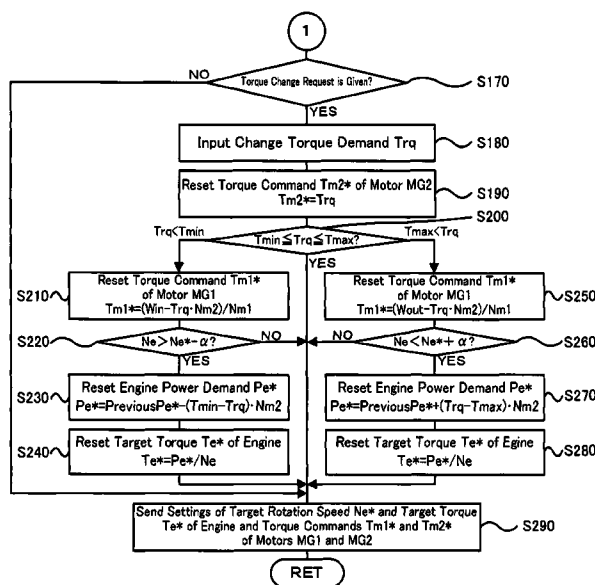 1
Torque Change Request is Given?
NO
S170
YES
Input Change Torque Demand Trq
S180
Reset Torque Command Tm2* of Motor MG2
Tm2*=Trq
S190
S200
Trq<Tmin
Tmin≦Trq≦Tmax?
Tmax<Trq
YES
S210
Reset Torque Command Tm1*
of Motor MG1
Tm1*=(Win-Trq·Nm2)/Nm1
Reset Torque Command Tm1*
of Motor MG1
Tm1*=(Wout-Trq·Nm2)/Nm1
S250
S220
Ne>Ne*-α?
NO
NO
Ne<Ne*+α?
S260
YES
YES
S230
Reset Engine Power Demand Pe*
Pe*=PreviousPe*-(Tmin-Trq)·Nm2
Reset Engine Power Demand Pe*
Pe*=PreviousPe*+(Trq-Tmax)·Nm2
S270
S240
Reset Target Torque Te* of Engine
Te*=Pe*/Ne
Reset Target Torque Te* of Egine
Te*=Pe*/Ne
S280
Send Settings of Target Rotation Speed Ne* and Target Torque
Te* of Engine and Torque Commands Tm1* and Tm2*
of Motors MG1 and MG2
S290
RET